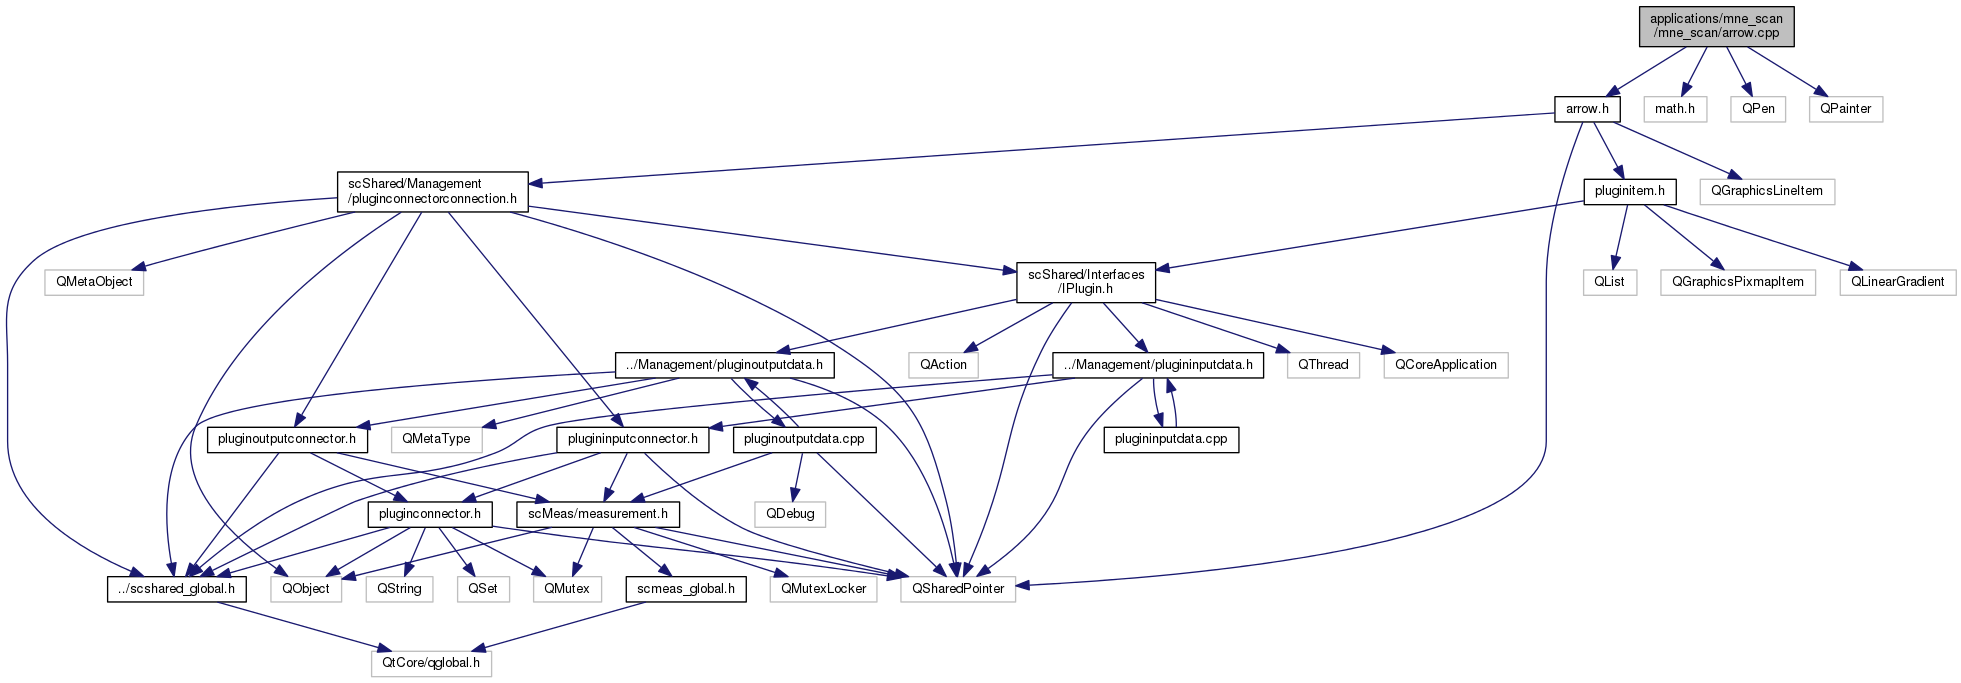 applications/mne_scan
/mne_scan/arrow.cpp
arrow.h
math.h
QPen
QPainter
scShared/Management
/pluginconnectorconnection.h
pluginitem.h
QGraphicsLineItem
QMetaObject
scShared/Interfaces
/IPlugin.h
QList
QGraphicsPixmapItem
QLinearGradient
../Management/pluginoutputdata.h
QAction
../Management/plugininputdata.h
QThread
QCoreApplication
pluginoutputconnector.h
QMetaType
plugininputconnector.h
pluginoutputdata.cpp
plugininputdata.cpp
pluginconnector.h
scMeas/measurement.h
QDebug
../scshared_global.h
QObject
QString
QSet
QMutex
scmeas_global.h
QMutexLocker
QSharedPointer
QtCore/qglobal.h